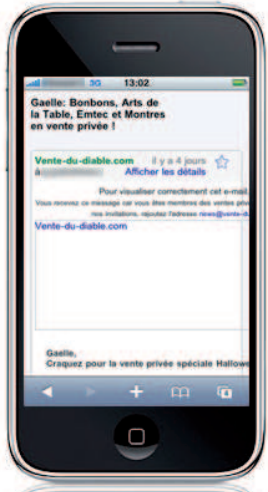 3G 13:02
Gaelle: Bonbons, Arts de
la Table, Emtec et Montres
en vente privée !
Vente-du-diable.com il y a 4 jours
à Afficher les détails
Pour visualiser correctement cet e-mail,
Vous recevez ce message car vous êtes membres des ventes priv
nos invitations, rajoutez l'adresse news@vente-d
Vente-du-diable.com
Gaelle,
Craquez pour la vente privée spéciale Hallowe